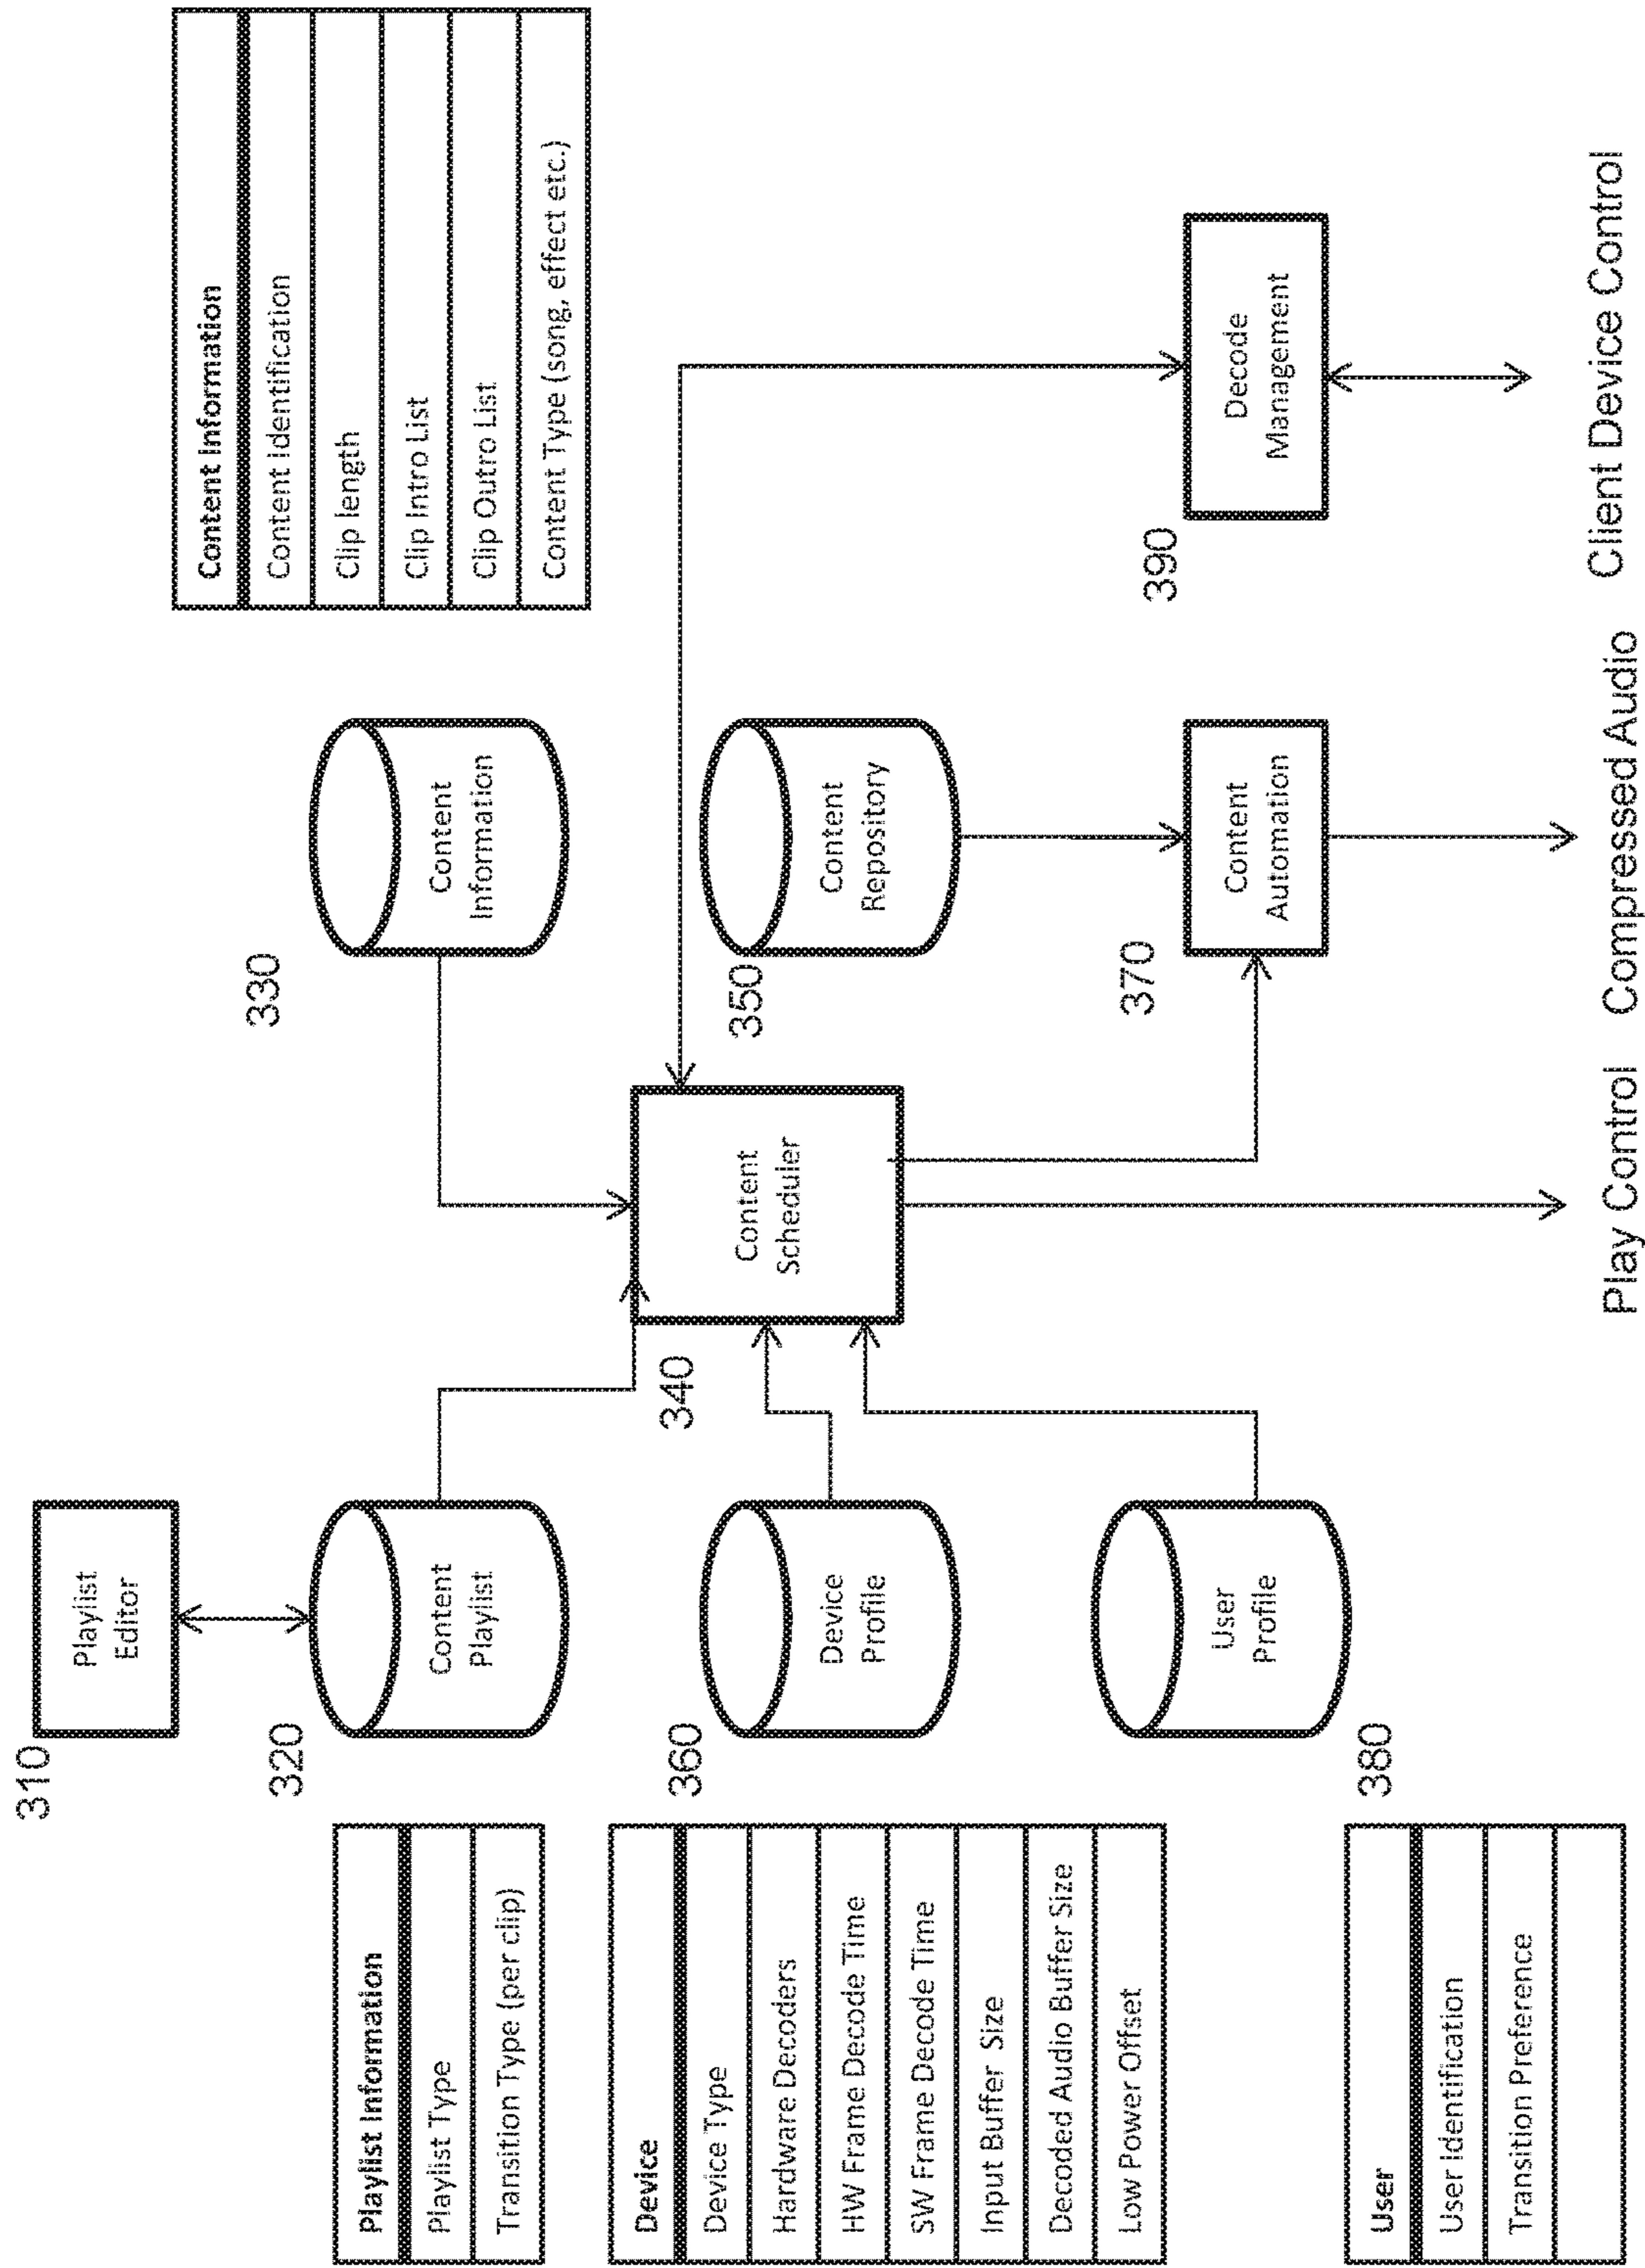 310
Playlist
Editor
Playlist Information
Playlist Type
Transition Type (per clip)
320
Content
Playlist
330
Content
Information
Content Information
Content Identification
Clip length
Clip Intro List
Clip Outro List
Content Type (song, effect etc.)
Device
Device Type
Hardware Decoders
HW Frame Decode Time
SW Frame Decode Time
Input Buffer Size
Decoded Audio Buffer Size
Low Power Offset
360
Device
Profile
340
Content
Scheduler
350
Content
Repository
User
User Identification
Transition Preference
380
User
Profile
370
Content
Automation
390
Decode
Management
Play Control
Compressed Audio
Client Device Control